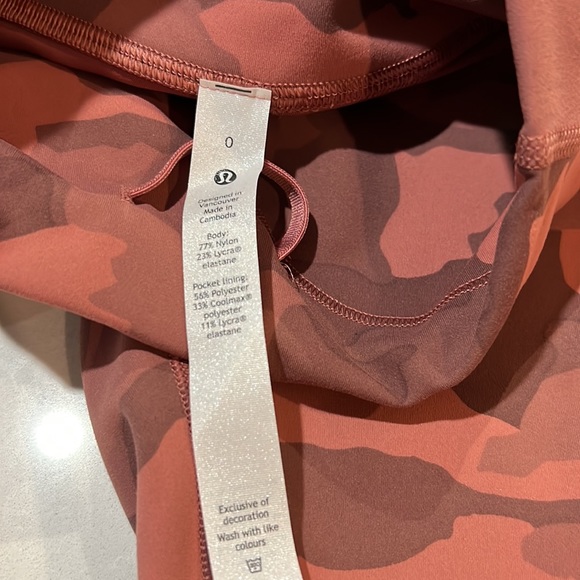 0
Designed in
Vancouver
Made in
Cambodia
Body:
77% Nylon
23% Lycra®
elastane
Pocket lining:
56% Polyester
33% Coolmax®
polyester
11% Lycra®
elastane
Exclusive of
decoration
Wash with like
colours